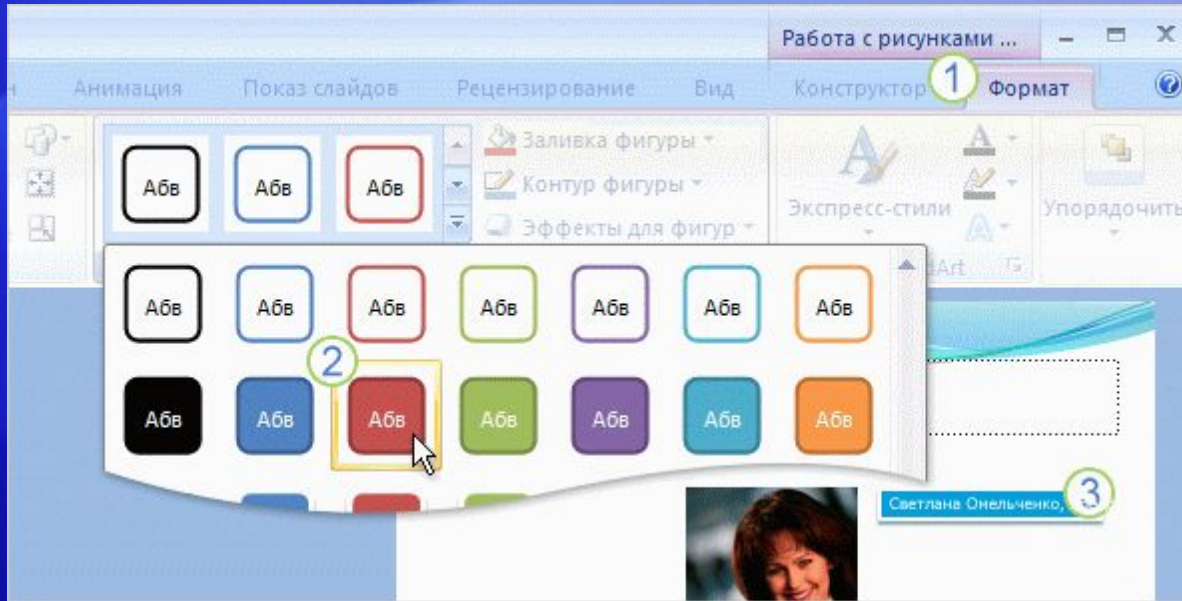 Работа с рисунками ...
Анимация Показ слайдов Рецензирование Вид Конструктор 1 Формат
Абв Абв Абв
Заливка фигуры
Контур фигуры
Эффекты для фигур
Экспресс-стили
Упорядочить
Абв Абв Абв Абв Абв Абв Абв
2
Абв Абв Абв Абв Абв Абв Абв
Светлана Омельченко, 3